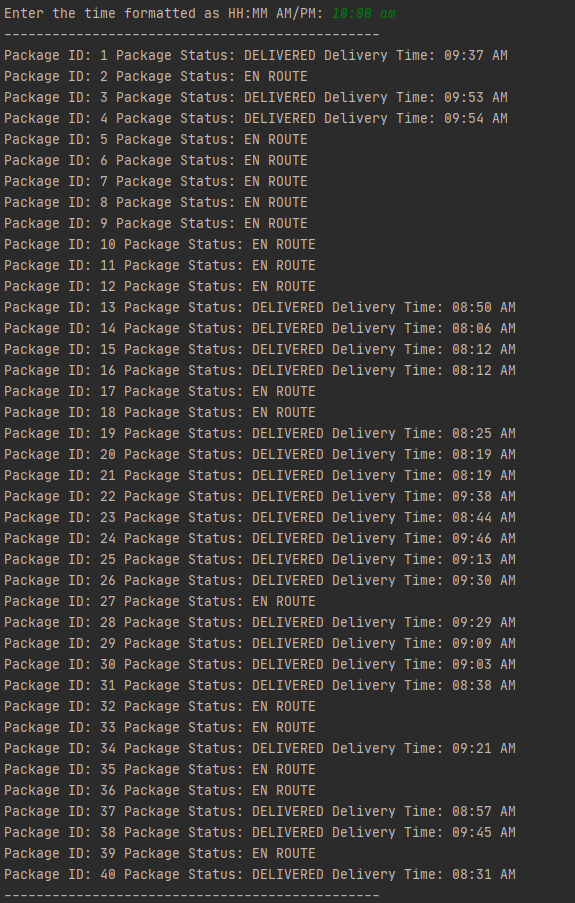 Enter the time formatted as HH:MM AM/PM: 10:00 am
-----------------------------------------------
Package ID: 1 Package Status: DELIVERED Delivery Time: 09:37 AM
Package ID: 2 Package Status: EN ROUTE
Package ID: 3 Package Status: DELIVERED Delivery Time: 09:53 AM
Package ID: 4 Package Status: DELIVERED Delivery Time: 09:54 AM
Package ID: 5 Package Status: EN ROUTE
Package ID: 6 Package Status: EN ROUTE
Package ID: 7 Package Status: EN ROUTE
Package ID: 8 Package Status: EN ROUTE
Package ID: 9 Package Status: EN ROUTE
Package ID: 10 Package Status: EN ROUTE
Package ID: 11 Package Status: EN ROUTE
Package ID: 12 Package Status: EN ROUTE
Package ID: 13 Package Status: DELIVERED Delivery Time: 08:50 AM
Package ID: 14 Package Status: DELIVERED Delivery Time: 08:06 AM
Package ID: 15 Package Status: DELIVERED Delivery Time: 08:12 AM
Package ID: 16 Package Status: DELIVERED Delivery Time: 08:12 AM
Package ID: 17 Package Status: EN ROUTE
Package ID: 18 Package Status: EN ROUTE
Package ID: 19 Package Status: DELIVERED Delivery Time: 08:25 AM
Package ID: 20 Package Status: DELIVERED Delivery Time: 08:19 AM
Package ID: 21 Package Status: DELIVERED Delivery Time: 08:19 AM
Package ID: 22 Package Status: DELIVERED Delivery Time: 09:38 AM
Package ID: 23 Package Status: DELIVERED Delivery Time: 08:44 AM
Package ID: 24 Package Status: DELIVERED Delivery Time: 09:46 AM
Package ID: 25 Package Status: DELIVERED Delivery Time: 09:13 AM
Package ID: 26 Package Status: DELIVERED Delivery Time: 09:30 AM
Package ID: 27 Package Status: EN ROUTE
Package ID: 28 Package Status: DELIVERED Delivery Time: 09:29 AM
Package ID: 29 Package Status: DELIVERED Delivery Time: 09:09 AM
Package ID: 30 Package Status: DELIVERED Delivery Time: 09:03 AM
Package ID: 31 Package Status: DELIVERED Delivery Time: 08:38 AM
Package ID: 32 Package Status: EN ROUTE
Package ID: 33 Package Status: EN ROUTE
Package ID: 34 Package Status: DELIVERED Delivery Time: 09:21 AM
Package ID: 35 Package Status: EN ROUTE
Package ID: 36 Package Status: EN ROUTE
Package ID: 37 Package Status: DELIVERED Delivery Time: 08:57 AM
Package ID: 38 Package Status: DELIVERED Delivery Time: 09:45 AM
Package ID: 39 Package Status: EN ROUTE
Package ID: 40 Package Status: DELIVERED Delivery Time: 08:31 AM
-----------------------------------------------